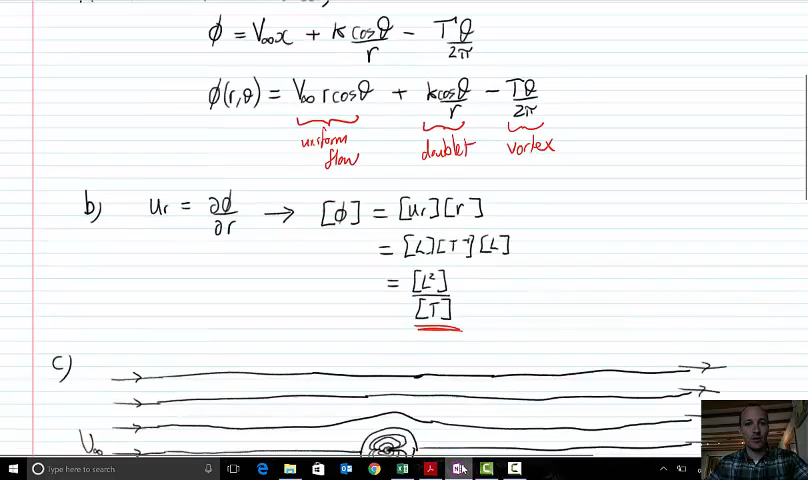 ϕ = V∞x + k cosθ/r − Γθ/2π
ϕ(r,θ) = V∞ r cosθ + k cosθ/r − Γθ/2π
uniform flow doublet vortex
b) ur = ∂ϕ/∂r → [ϕ] = [ur][r]
= [L][T⁻¹][L]
= [L²]/[T]
c)
V∞
Type here to search